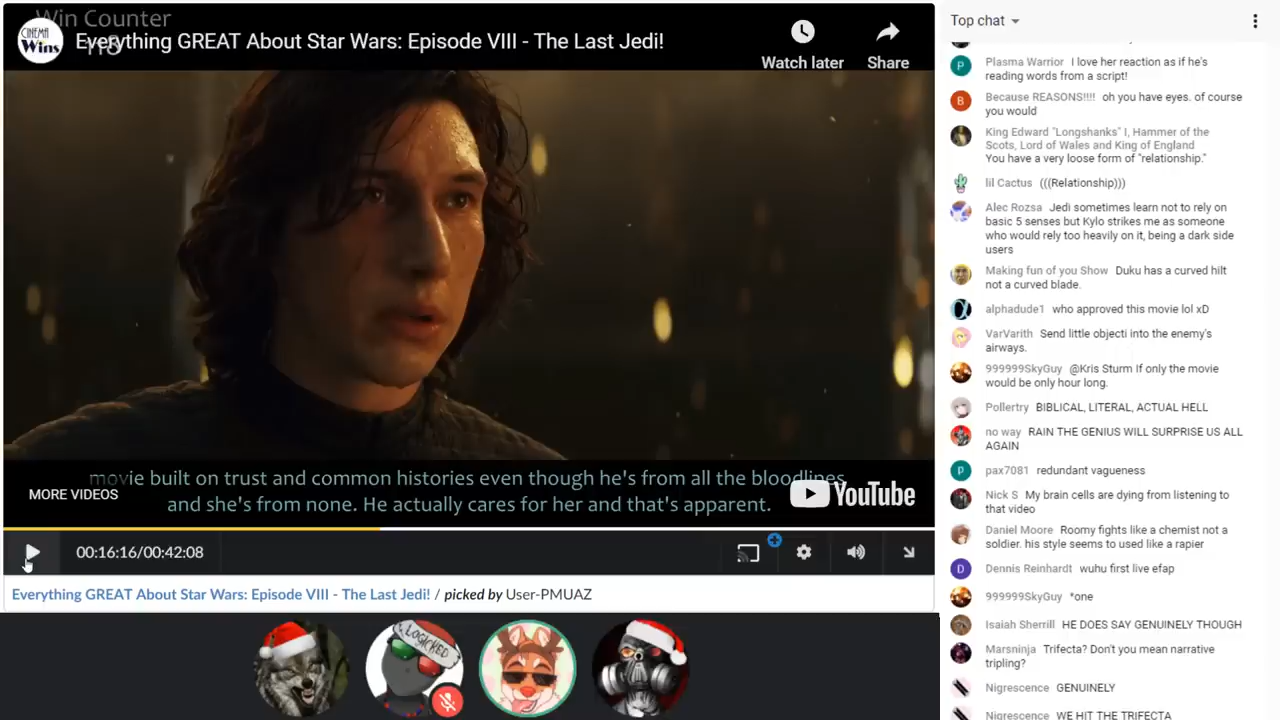 Win Counter
113
CINEMA
Wins
Everything GREAT About Star Wars: Episode VIII - The Last Jedi!
Watch later
Share
movie built on trust and common histories even though he's from all the bloodlines
and she's from none. He actually cares for her and that's apparent.
MORE VIDEOS
YouTube
00:16:16/00:42:08
Everything GREAT About Star Wars: Episode VIII - The Last Jedi! / picked by User-PMUAZ
LOGICKED
Top chat
P Plasma Warrior I love her reaction as if he's
reading words from a script!
B Because REASONS!!!! oh you have eyes. of course
you would
King Edward "Longshanks" I, Hammer of the
Scots, Lord of Wales and King of England
You have a very loose form of "relationship."
lil Cactus (((Relationship)))
Alec Rozsa Jedi sometimes learn not to rely on
basic 5 senses but Kylo strikes me as someone
who would rely too heavily on it, being a dark side
users
Making fun of you Show Duku has a curved hilt
not a curved blade.
alphadude1 who approved this movie lol xD
VarVarith Send little objecti into the enemy's
airways.
999999SkyGuy @Kris Sturm If only the movie
would be only hour long.
Pollertry BIBLICAL, LITERAL, ACTUAL HELL
no way RAIN THE GENIUS WILL SURPRISE US ALL
AGAIN
P pax7081 redundant vagueness
Nick S My brain cells are dying from listening to
that video
Daniel Moore Roomy fights like a chemist not a
soldier. his style seems to used like a rapier
D Dennis Reinhardt wuhu first live efap
999999SkyGuy *one
Isaiah Sherrill HE DOES SAY GENUINELY THOUGH
Marsninja Trifecta? Don't you mean narrative
tripling?
Nigrescence GENUINELY
Nigrescence WE HIT THE TRIFECTA